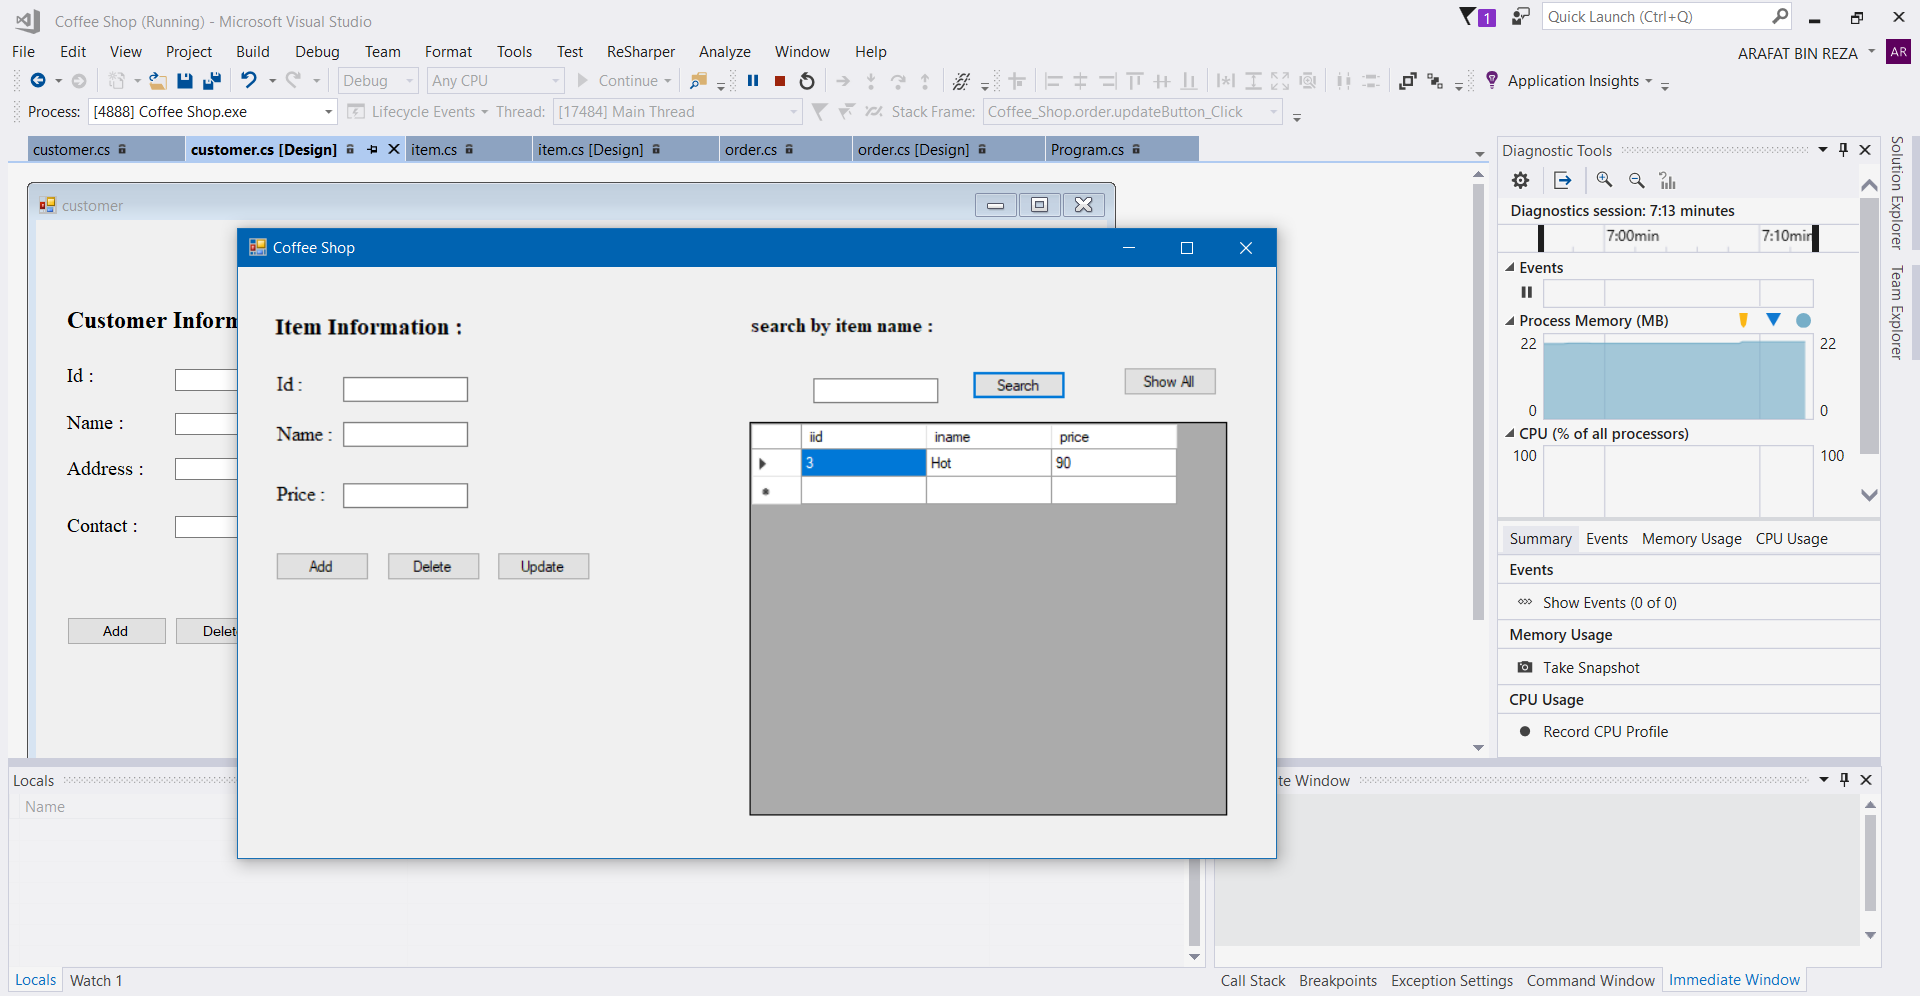 Coffee Shop (Running) - Microsoft Visual Studio
1
Quick Launch (Ctrl+Q)
File Edit View Project Build Debug Team Format Tools Test ReSharper Analyze Window Help
ARAFAT BIN REZA AR
Debug Any CPU Continue Application Insights
Process: [4888] Coffee Shop.exe Lifecycle Events Thread: [17484] Main Thread Stack Frame: Coffee_Shop.order.updateButton_Click
customer.cs customer.cs [Design] item.cs item.cs [Design] order.cs order.cs [Design] Program.cs
customer
Customer Inform
Id :
Name :
Address :
Contact :
Add Delet
Coffee Shop
Item Information :
search by item name :
Id :
Search Show All
Name :
Price :
Add Delete Update
iid iname price
3 Hot 90
Diagnostic Tools
Diagnostics session: 7:13 minutes
7:00min 7:10min
Events
Process Memory (MB)
22 22
0 0
CPU (% of all processors)
100 100
Summary Events Memory Usage CPU Usage
Events
Show Events (0 of 0)
Memory Usage
Take Snapshot
CPU Usage
Record CPU Profile
Solution Explorer
Team Explorer
Locals
Name
te Window
Locals Watch 1
Call Stack Breakpoints Exception Settings Command Window Immediate Window